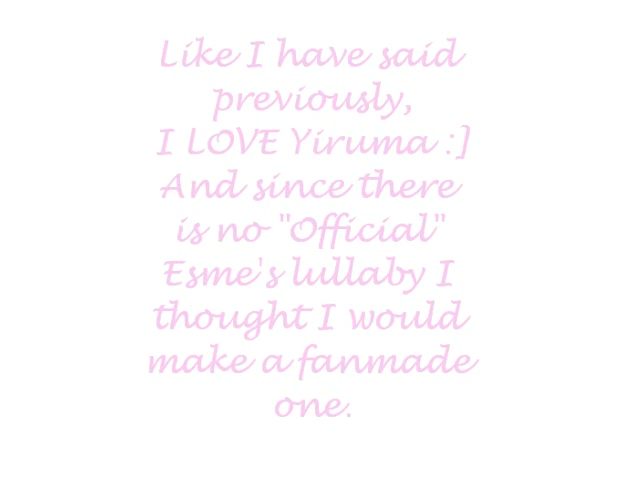 Like I have said
previously,
I LOVE Yiruma :]
And since there
is no "Official"
Esme's lullaby I
thought I would
make a fanmade
one.